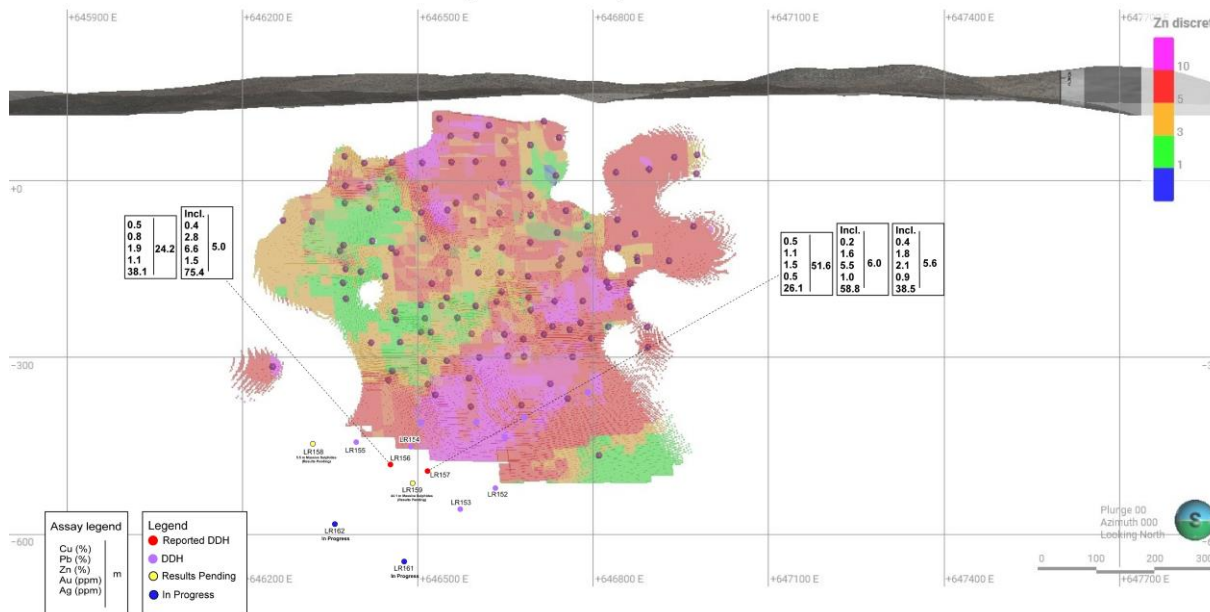 +645900 E
+646200 E
+646500 E
+646800 E
+647100 E
+647400 E
Zn discret
10
5
3
1
+0
-300
-600
0.5
0.8
1.9
1.1
38.1
24.2
Incl.
0.4
2.8
6.6
1.5
75.4
5.0
0.5
1.1
1.5
0.5
26.1
51.6
Incl.
0.2
1.6
5.5
1.0
58.8
6.0
Incl.
0.4
1.8
2.1
0.9
38.5
5.6
LR158
(Results Pending)
LR155
LR154
LR156
LR157
LR159
(Results Pending)
LR152
LR153
LR162
In Progress
LR161
In Progress
Assay legend
Cu (%)
Pb (%)
Zn (%)
Au (ppm)
Ag (ppm)
m
Legend
Reported DDH
DDH
Results Pending
In Progress
Plunge 00
Azimuth 000
Looking North
S
0 100 200 300
+646200 E
+646500 E
+646800 E
+647100 E
+647400 E
+647700 E